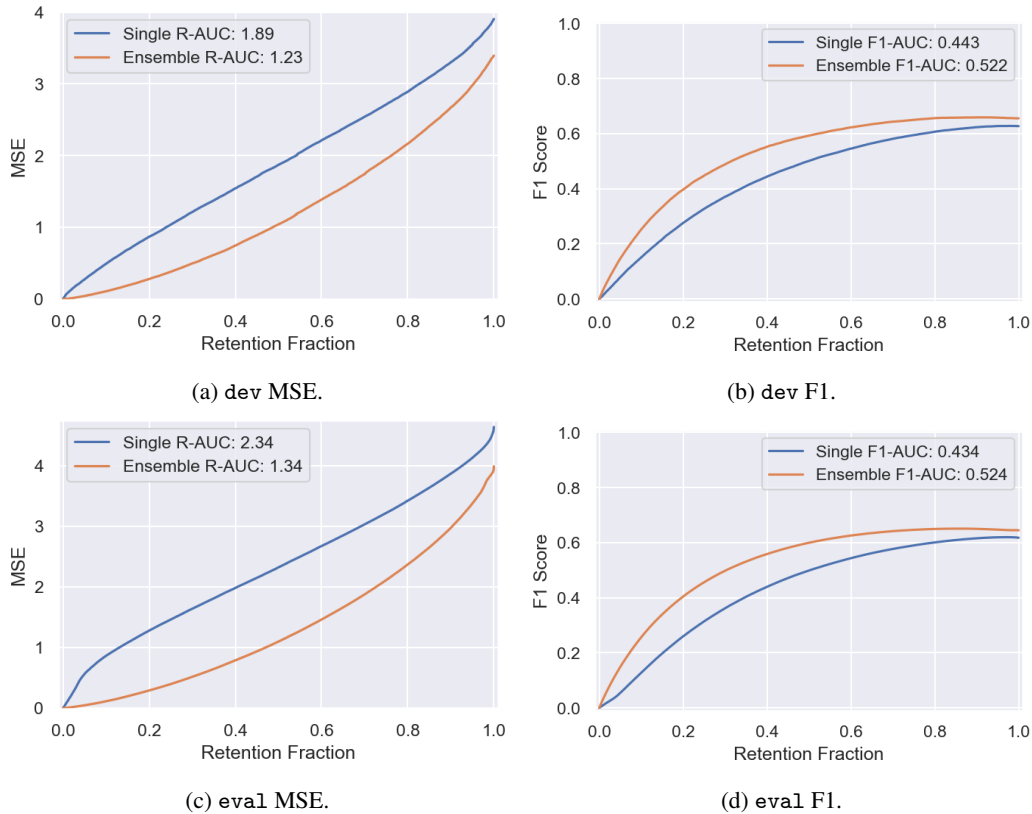 4
3
2
1
0
MSE
Single R-AUC: 1.89
Ensemble R-AUC: 1.23
0.0 0.2 0.4 0.6 0.8 1.0
Retention Fraction
(a) dev MSE.
1.0
0.8
0.6
0.4
0.2
0.0
F1 Score
Single F1-AUC: 0.443
Ensemble F1-AUC: 0.522
0.0 0.2 0.4 0.6 0.8 1.0
Retention Fraction
(b) dev F1.
4
3
2
1
0
MSE
Single R-AUC: 2.34
Ensemble R-AUC: 1.34
0.0 0.2 0.4 0.6 0.8 1.0
Retention Fraction
(c) eval MSE.
1.0
0.8
0.6
0.4
0.2
0.0
F1 Score
Single F1-AUC: 0.434
Ensemble F1-AUC: 0.524
0.0 0.2 0.4 0.6 0.8 1.0
Retention Fraction
(d) eval F1.